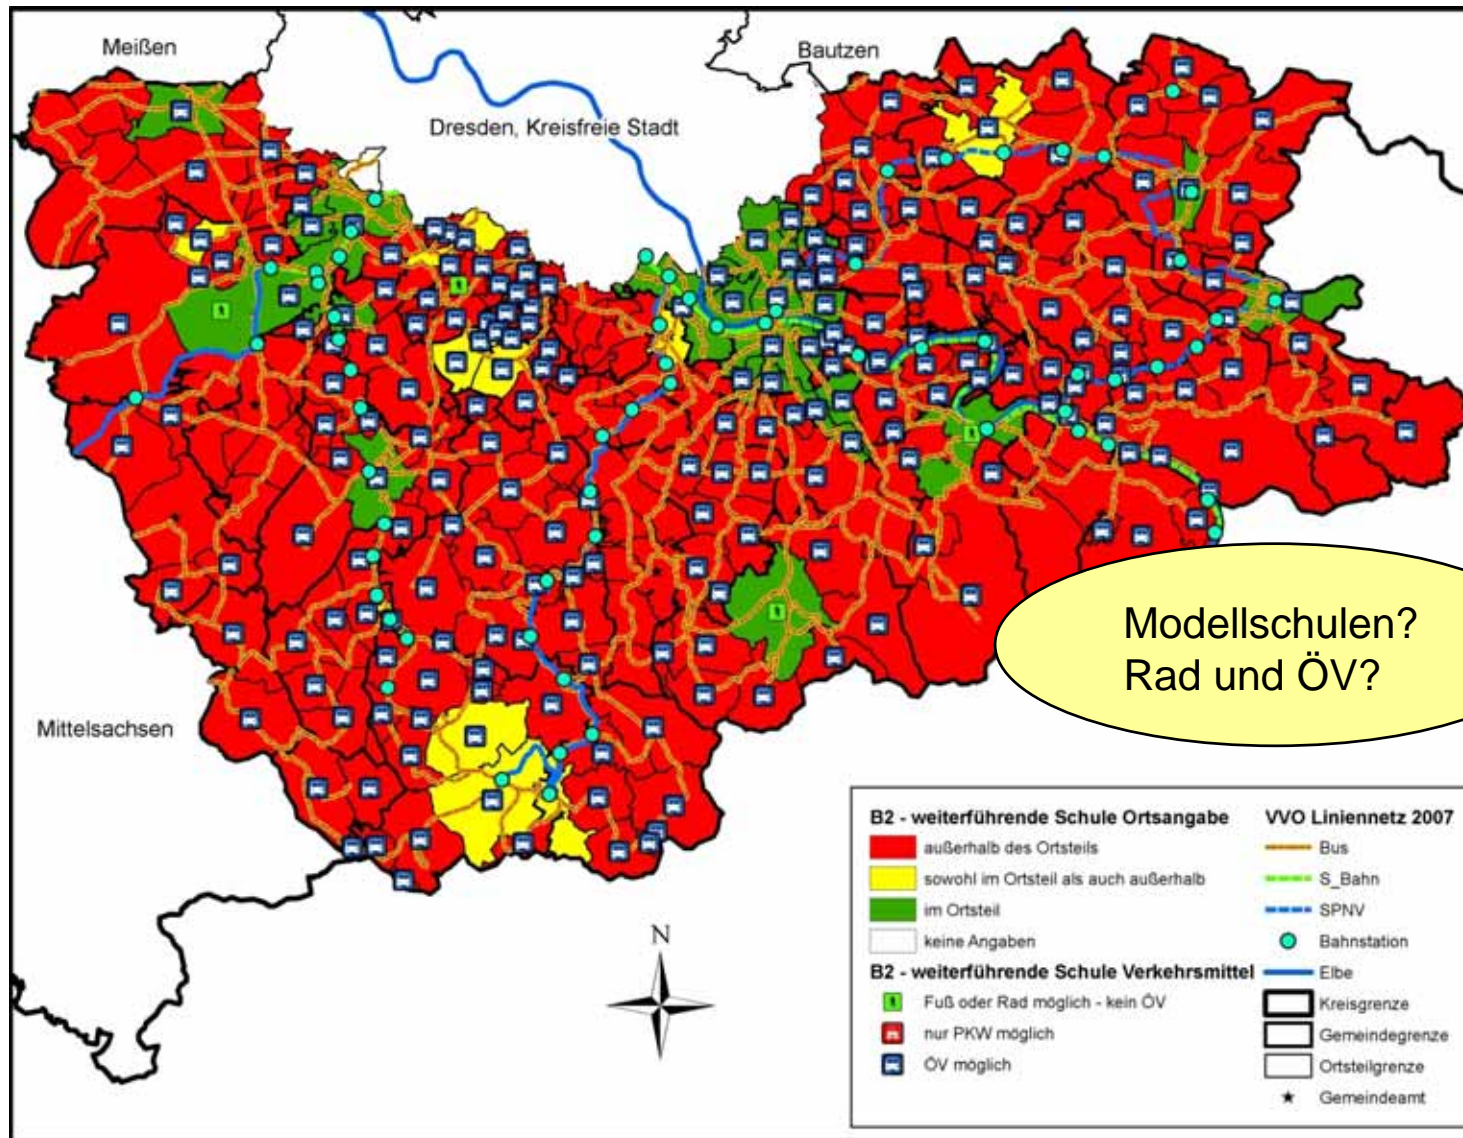 Meißen
Bautzen
Dresden, Kreisfreie Stadt
Modellschulen?
Rad und ÖV?
Mittelsachsen
N
B2 - weiterführende Schule Ortsangabe
außerhalb des Ortsteils
sowohl im Ortsteil als auch außerhalb
im Ortsteil
keine Angaben
B2 - weiterführende Schule Verkehrsmittel
Fuß oder Rad möglich - kein ÖV
nur PKW möglich
ÖV möglich
VVO Liniennetz 2007
Bus
S_Bahn
SPNV
Bahnstation
Elbe
Kreisgrenze
Gemeindegrenze
Ortsteilgrenze
Gemeindeamt